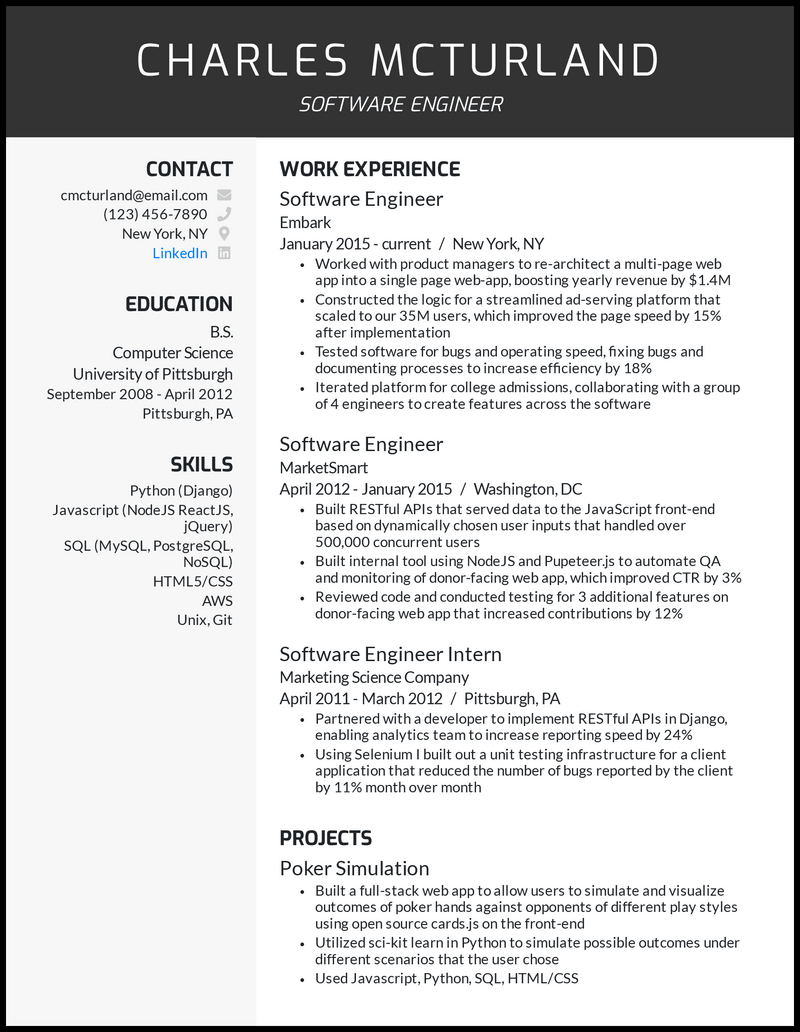 CHARLES MCTURLAND
SOFTWARE ENGINEER
CONTACT
cmcturland@email.com
(123) 456-7890
New York, NY
LinkedIn
EDUCATION
B.S.
Computer Science
University of Pittsburgh
September 2008 - April 2012
Pittsburgh, PA
SKILLS
Python (Django)
Javascript (NodeJS ReactJS,
jQuery)
SQL (MySQL, PostgreSQL,
NoSQL)
HTML5/CSS
AWS
Unix, Git
WORK EXPERIENCE
Software Engineer
Embark
January 2015 - current / New York, NY
• Worked with product managers to re-architect a multi-page web
app into a single page web-app, boosting yearly revenue by $1.4M
• Constructed the logic for a streamlined ad-serving platform that
scaled to our 35M users, which improved the page speed by 15%
after implementation
• Tested software for bugs and operating speed, fixing bugs and
documenting processes to increase efficiency by 18%
• Iterated platform for college admissions, collaborating with a group
of 4 engineers to create features across the software
Software Engineer
MarketSmart
April 2012 - January 2015 / Washington, DC
• Built RESTful APIs that served data to the JavaScript front-end
based on dynamically chosen user inputs that handled over
500,000 concurrent users
• Built internal tool using NodeJS and Pupeteer.js to automate QA
and monitoring of donor-facing web app, which improved CTR by 3%
• Reviewed code and conducted testing for 3 additional features on
donor-facing web app that increased contributions by 12%
Software Engineer Intern
Marketing Science Company
April 2011 - March 2012 / Pittsburgh, PA
• Partnered with a developer to implement RESTful APIs in Django,
enabling analytics team to increase reporting speed by 24%
• Using Selenium I built out a unit testing infrastructure for a client
application that reduced the number of bugs reported by the client
by 11% month over month
PROJECTS
Poker Simulation
• Built a full-stack web app to allow users to simulate and visualize
outcomes of poker hands against opponents of different play styles
using open source cards.js on the front-end
• Utilized sci-kit learn in Python to simulate possible outcomes under
different scenarios that the user chose
• Used Javascript, Python, SQL, HTML/CSS